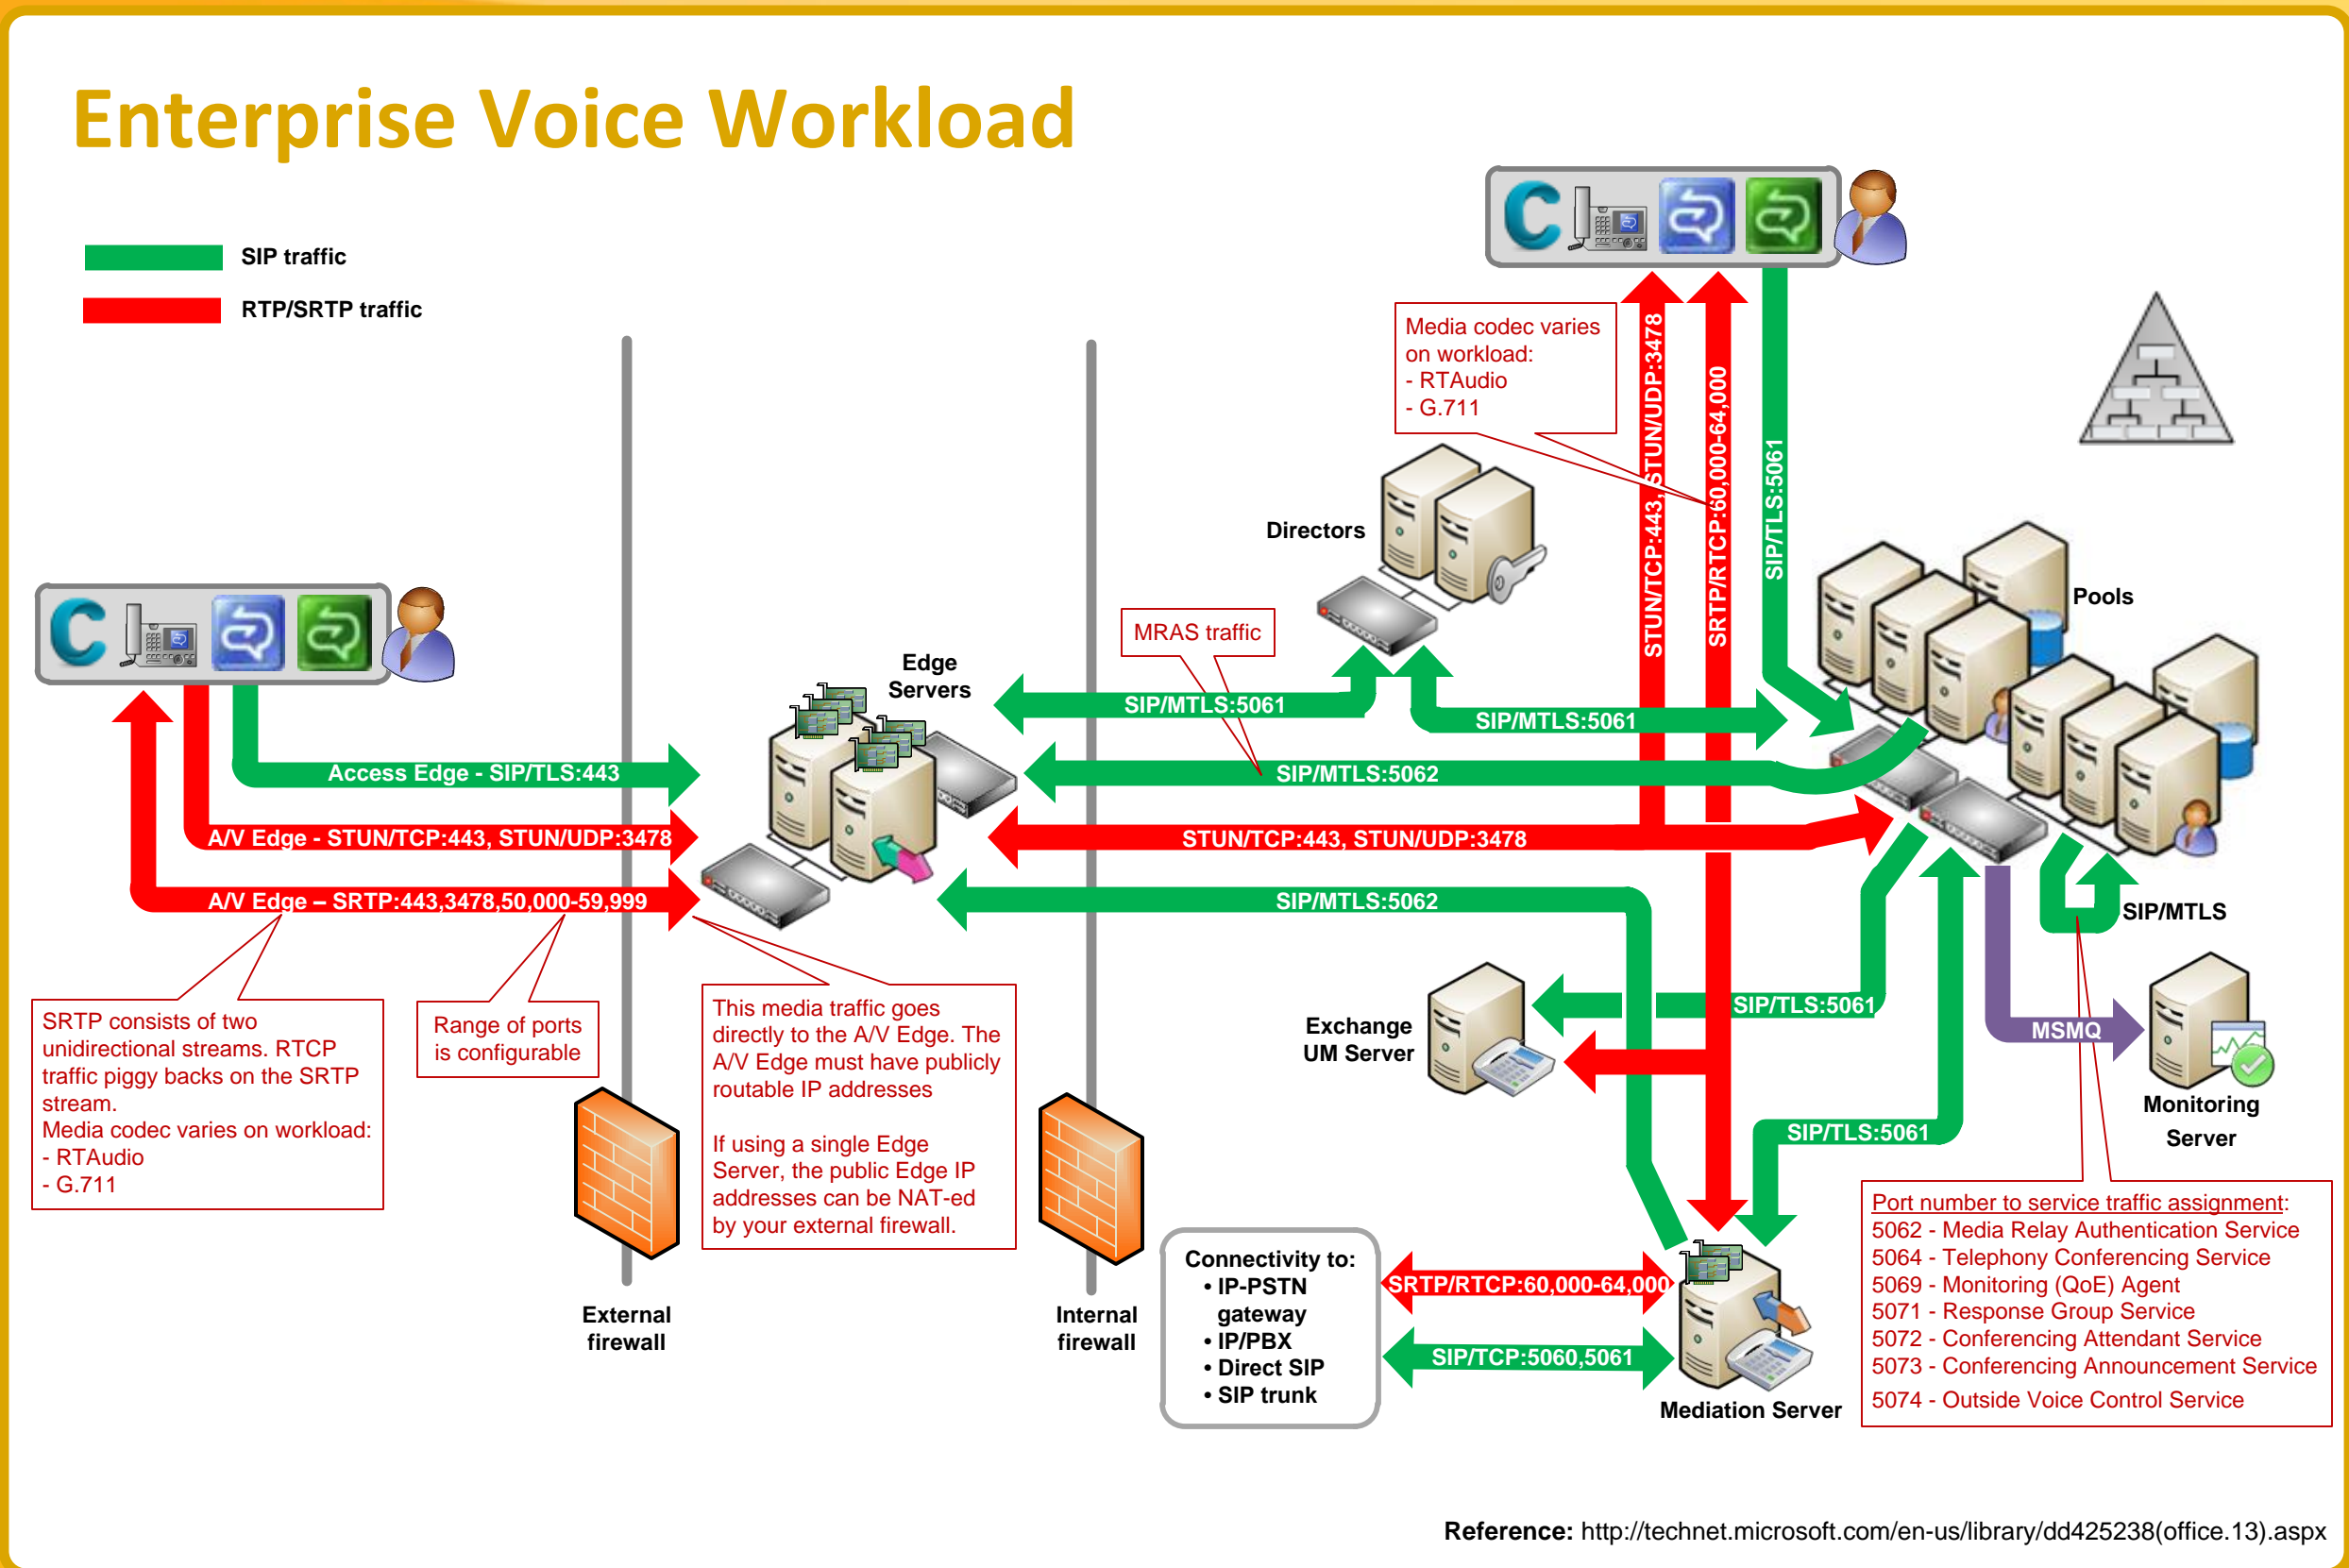 Enterprise Voice Workload
SIP traffic
RTP/SRTP traffic
Media codec varies
on workload:
- RTAudio
- G.711
STUN/TCP:443, STUN/UDP:3478
SRTP/RTCP:60,000-64,000
SIP/TLS:5061
Directors
Pools
MRAS traffic
Edge
Servers
SIP/MTLS:5061
SIP/MTLS:5061
Access Edge - SIP/TLS:443
SIP/MTLS:5062
A/V Edge - STUN/TCP:443, STUN/UDP:3478
STUN/TCP:443, STUN/UDP:3478
A/V Edge – SRTP:443,3478,50,000-59,999
SIP/MTLS:5062
SIP/MTLS
SRTP consists of two
unidirectional streams. RTCP
traffic piggy backs on the SRTP
stream.
Media codec varies on workload:
- RTAudio
- G.711
Range of ports
is configurable
This media traffic goes
directly to the A/V Edge. The
A/V Edge must have publicly
routable IP addresses
If using a single Edge
Server, the public Edge IP
addresses can be NAT-ed
by your external firewall.
Exchange
UM Server
SIP/TLS:5061
MSMQ
Monitoring
Server
SIP/TLS:5061
Port number to service traffic assignment:
5062 - Media Relay Authentication Service
5064 - Telephony Conferencing Service
5069 - Monitoring (QoE) Agent
5071 - Response Group Service
5072 - Conferencing Attendant Service
5073 - Conferencing Announcement Service
5074 - Outside Voice Control Service
External
firewall
Internal
firewall
Connectivity to:
• IP-PSTN
gateway
• IP/PBX
• Direct SIP
• SIP trunk
SRTP/RTCP:60,000-64,000
SIP/TCP:5060,5061
Mediation Server
Reference: http://technet.microsoft.com/en-us/library/dd425238(office.13).aspx